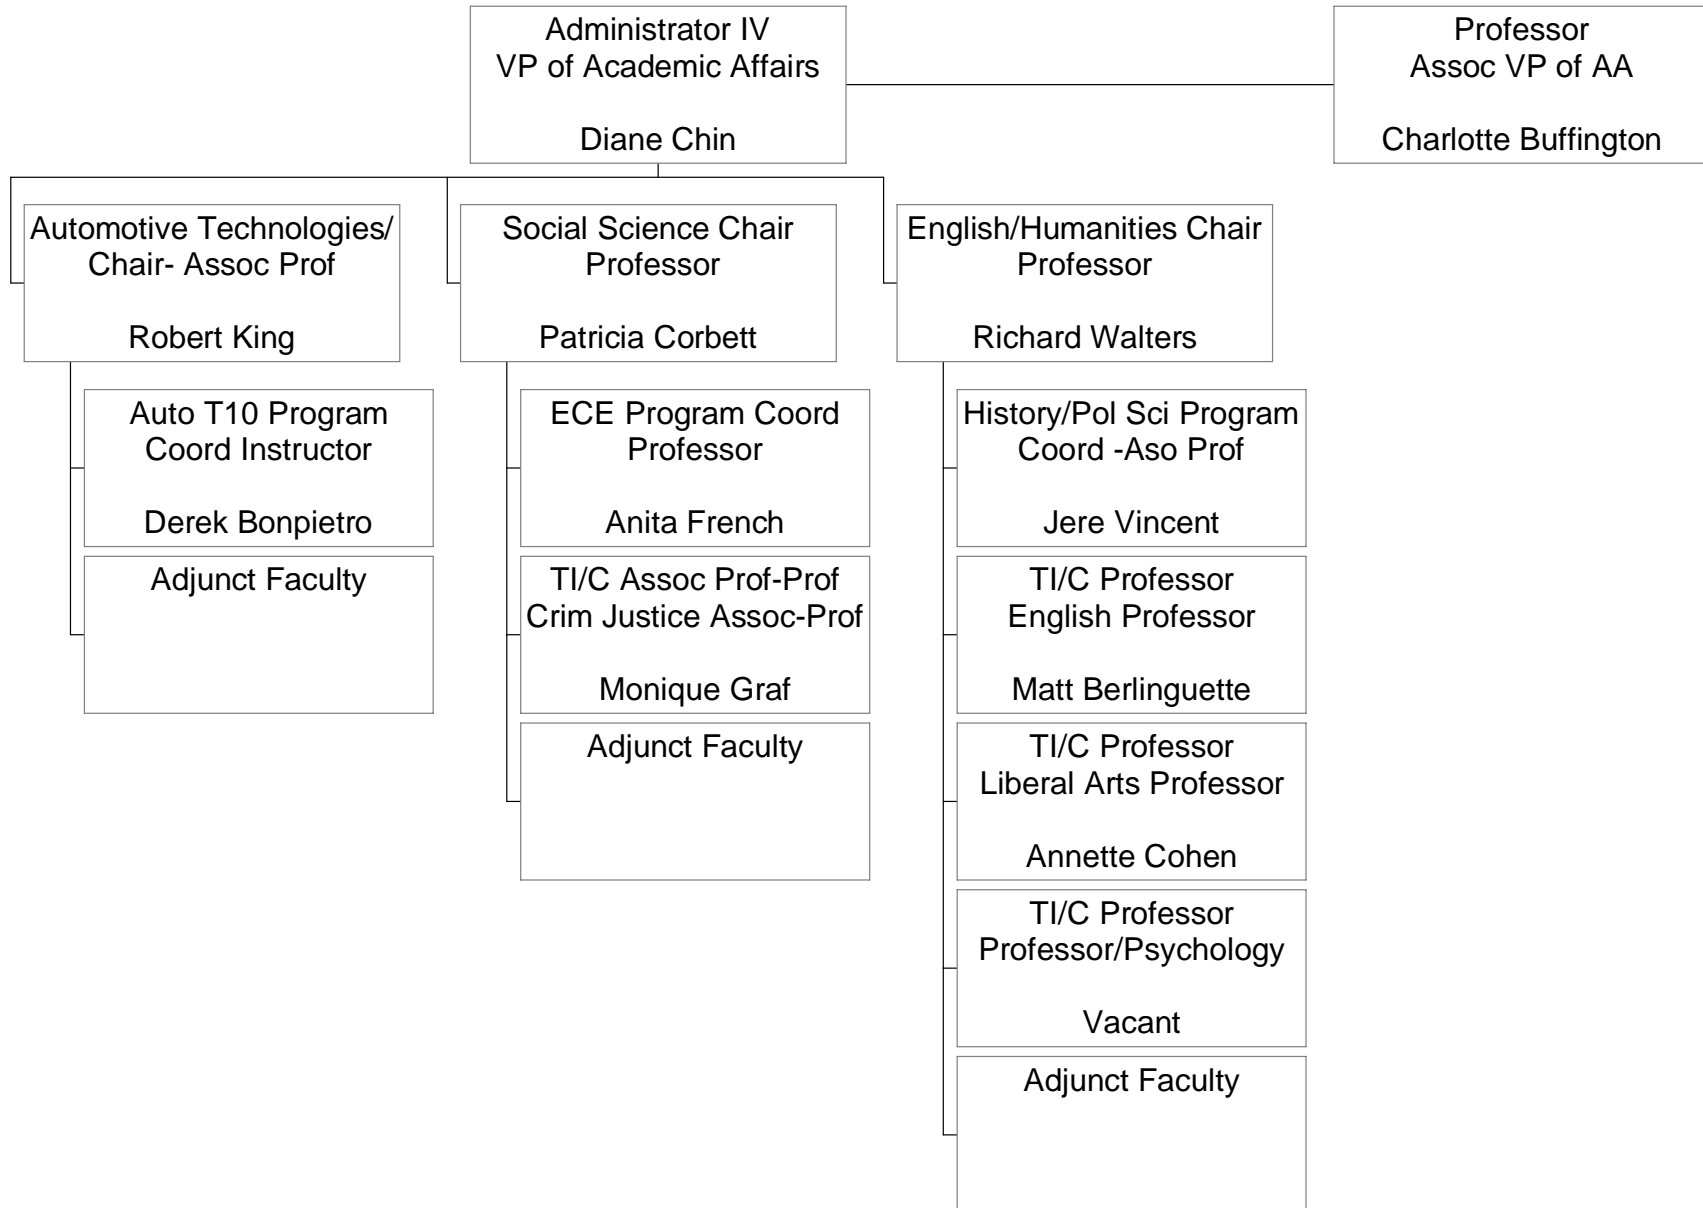 Administrator IV
VP of Academic Affairs
Diane Chin
Professor
Assoc VP of AA
Charlotte Buffington
Automotive Technologies/
Chair- Assoc Prof
Robert King
Social Science Chair
Professor
Patricia Corbett
English/Humanities Chair
Professor
Richard Walters
Auto T10 Program
Coord Instructor
Derek Bonpietro
Adjunct Faculty
ECE Program Coord
Professor
Anita French
TI/C Assoc Prof-Prof
Crim Justice Assoc-Prof
Monique Graf
Adjunct Faculty
History/Pol Sci Program
Coord -Aso Prof
Jere Vincent
TI/C Professor
English Professor
Matt Berlinguette
TI/C Professor
Liberal Arts Professor
Annette Cohen
TI/C Professor
Professor/Psychology
Vacant
Adjunct Faculty